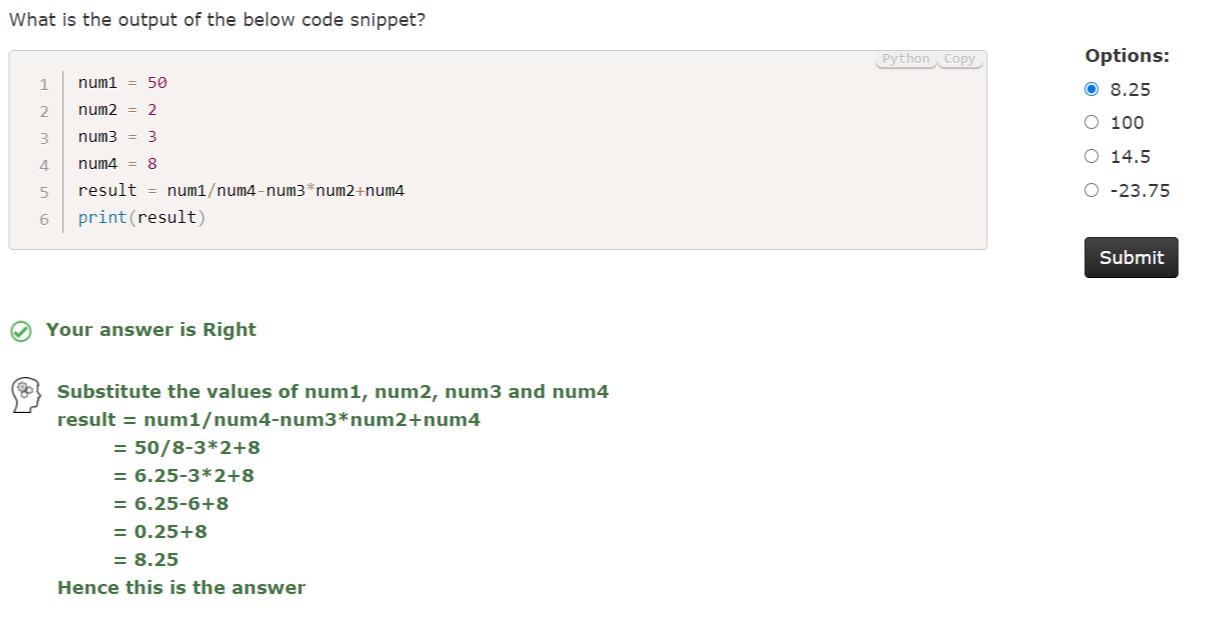 What is the output of the below code snippet?
Python Copy
1 num1 = 50
2 num2 = 2
3 num3 = 3
4 num4 = 8
5 result = num1/num4-num3*num2+num4
6 print(result)
Options:
8.25
100
14.5
-23.75
Submit
Your answer is Right
Substitute the values of num1, num2, num3 and num4
result = num1/num4-num3*num2+num4
= 50/8-3*2+8
= 6.25-3*2+8
= 6.25-6+8
= 0.25+8
= 8.25
Hence this is the answer